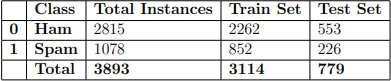 Class Total Instances Train Set Test Set
0 Ham 2815 2262 553
1 Spam 1078 852 226
Total 3893 3114 779